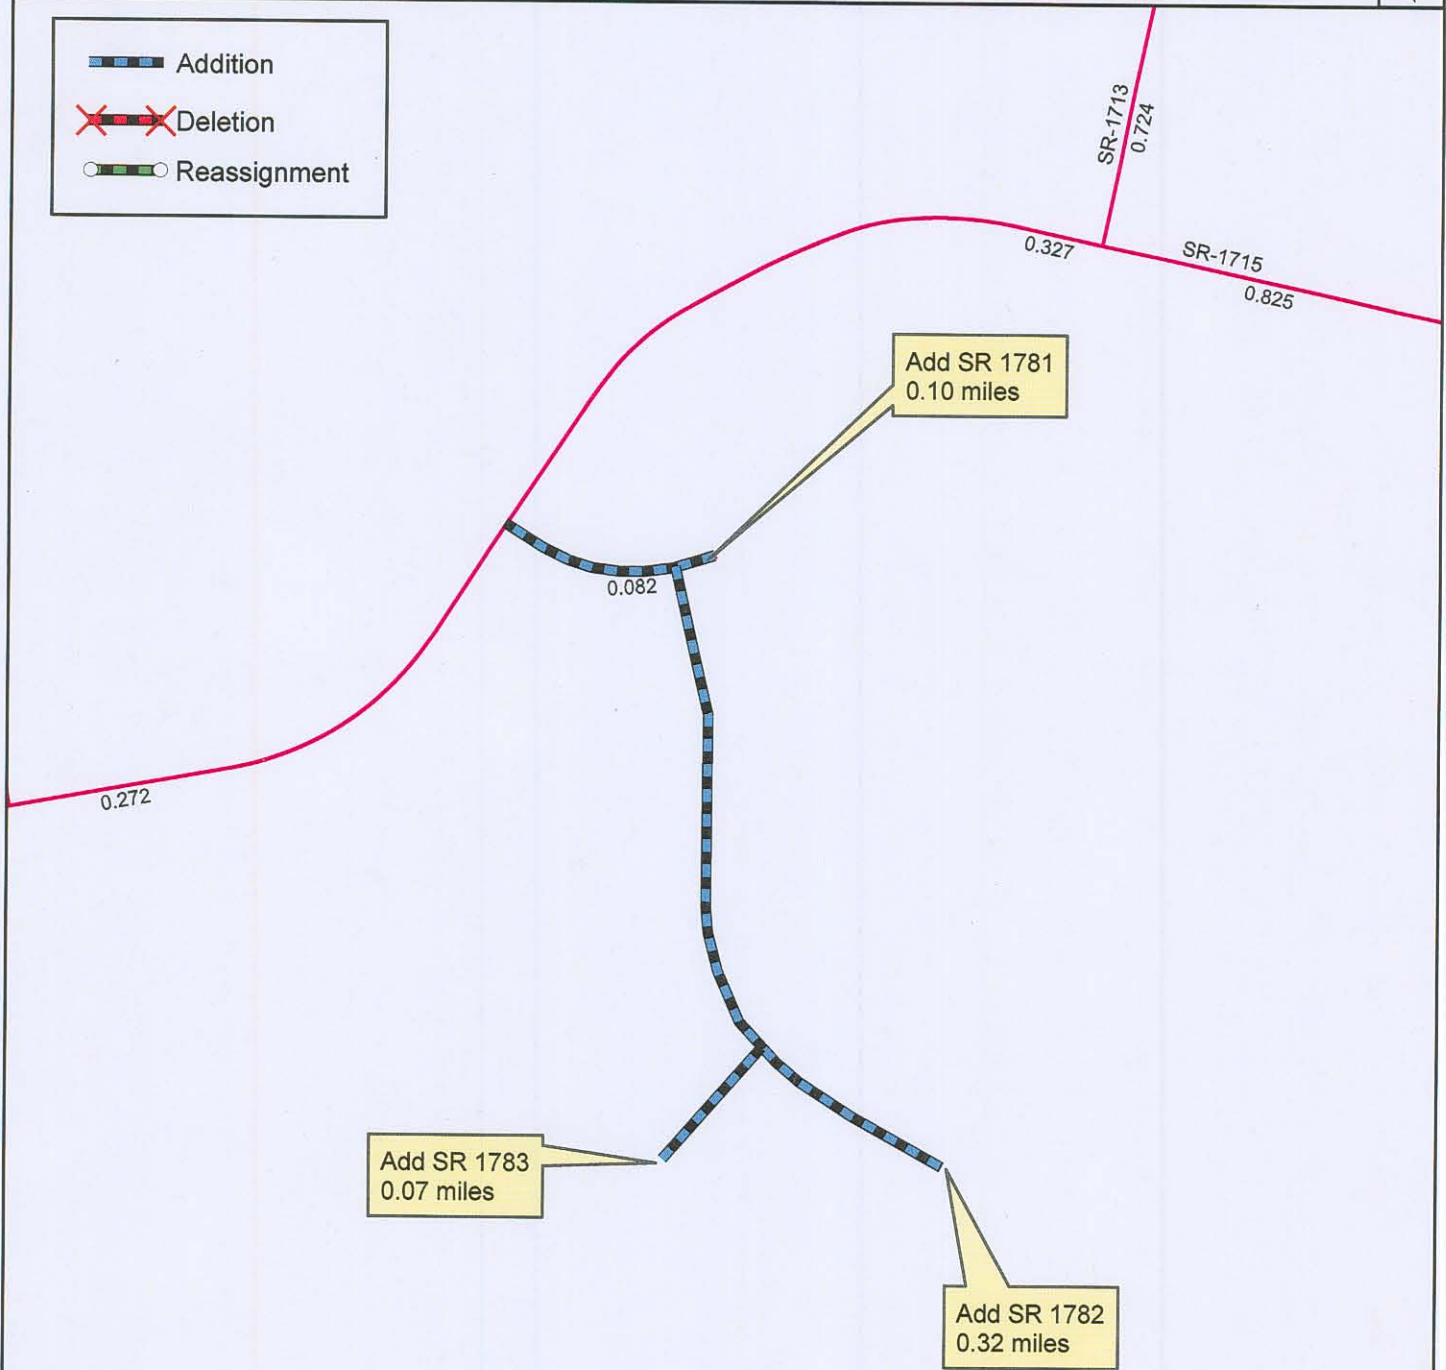 Addition
Deletion
Reassignment
SR-1713
0.724
0.327
SR-1715
0.825
Add SR 1781
0.10 miles
0.082
0.272
Add SR 1783
0.07 miles
Add SR 1782
0.32 miles